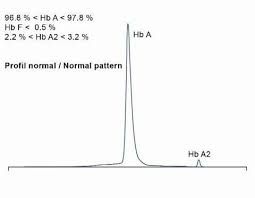 96.8 % < Hb A < 97.8 %
Hb F < 0.5 %
2.2 % < Hb A2 < 3.2 %
Hb A
Profil normal / Normal pattern
Hb A2